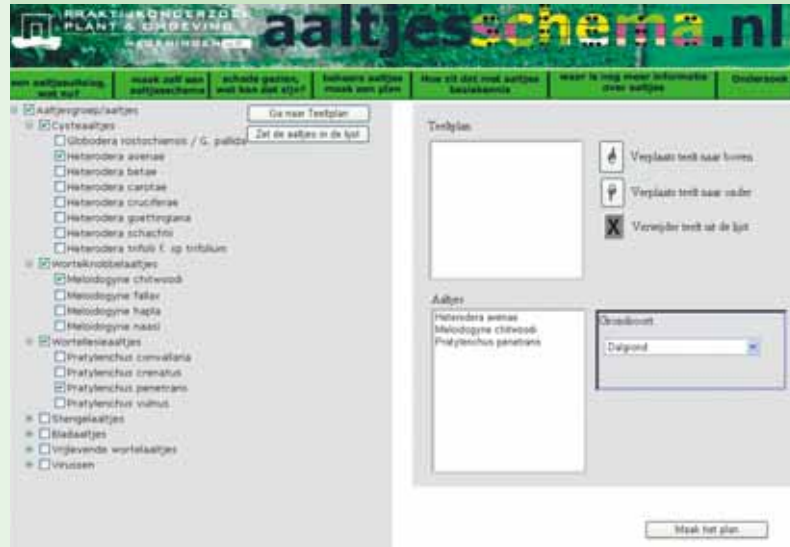 PRAKTIJKONDERZOEK
PLANT & OMGEVING
WAGENINGEN UR
aaltjesschema.nl
een aaltjesuitslag, wat nu?
maak zelf een aaltjesschema
schade gezien, wat kan dat zijn?
beheers aaltjes maak een plan
Hoe zit dat met aaltjes basiskennis
waar is nog meer informatie over aaltjes
Onderzoek
Aaltjesgroep/aaltjes
Ga naar Teeltplan
Zet de aaltjes in de lijst
Cysteaaltjes
Globodera rostochiensis / G. pallida
Heterodera avenae
Heterodera betae
Heterodera carotae
Heterodera cruciferae
Heterodera goettingiana
Heterodera schachtii
Heterodera trifolii f. sp trifolium
Wortelknobbelaaltjes
Meloidogyne chitwoodi
Meloidogyne fallax
Meloidogyne hapla
Meloidogyne naasi
Wortellesieaaltjes
Pratylenchus convallaria
Pratylenchus crenatus
Pratylenchus penetrans
Pratylenchus vulnus
Stengelaaltjes
Bladaaltjes
Vrijlevende wortelaaltjes
Virussen
Teeltplan
Verplaats teelt naar boven
Verplaats teelt naar onder
X Verwijder teelt uit de lijst
Aaltjes
Heterodera avenae
Meloidogyne chitwoodi
Pratylenchus penetrans
Grondsoort
Dalgrond
Maak het plan